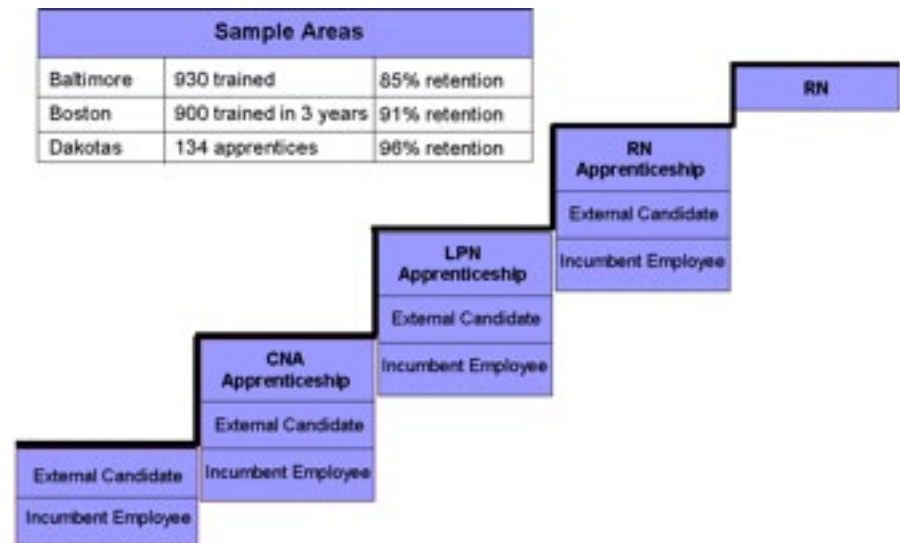 Sample Areas
Baltimore 930 trained 85% retention
Boston 900 trained in 3 years 91% retention
Dakotas 134 apprentices 96% retention
RN
RN
Apprenticeship
External Candidate
Incumbent Employee
LPN
Apprenticeship
External Candidate
Incumbent Employee
CNA
Apprenticeship
External Candidate
Incumbent Employee
External Candidate
Incumbent Employee